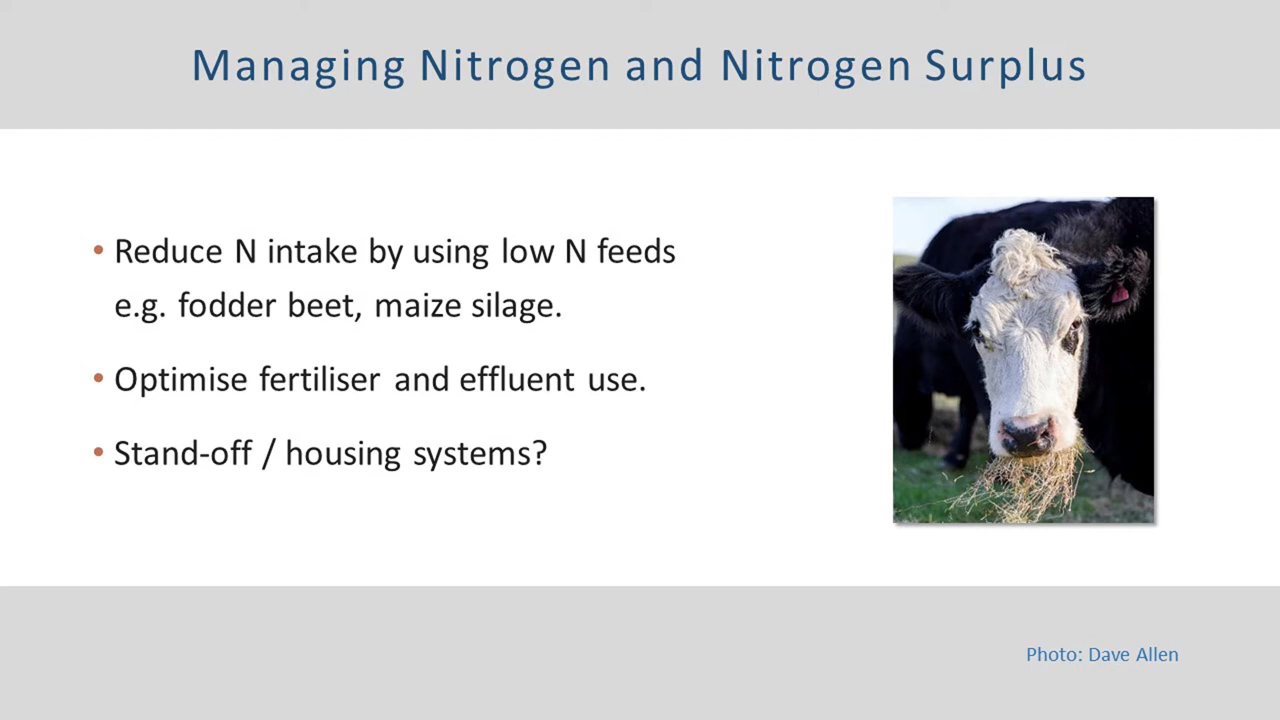 Managing Nitrogen and Nitrogen Surplus
• Reduce N intake by using low N feeds
e.g. fodder beet, maize silage.
• Optimise fertiliser and effluent use.
• Stand-off / housing systems?
Photo: Dave Allen